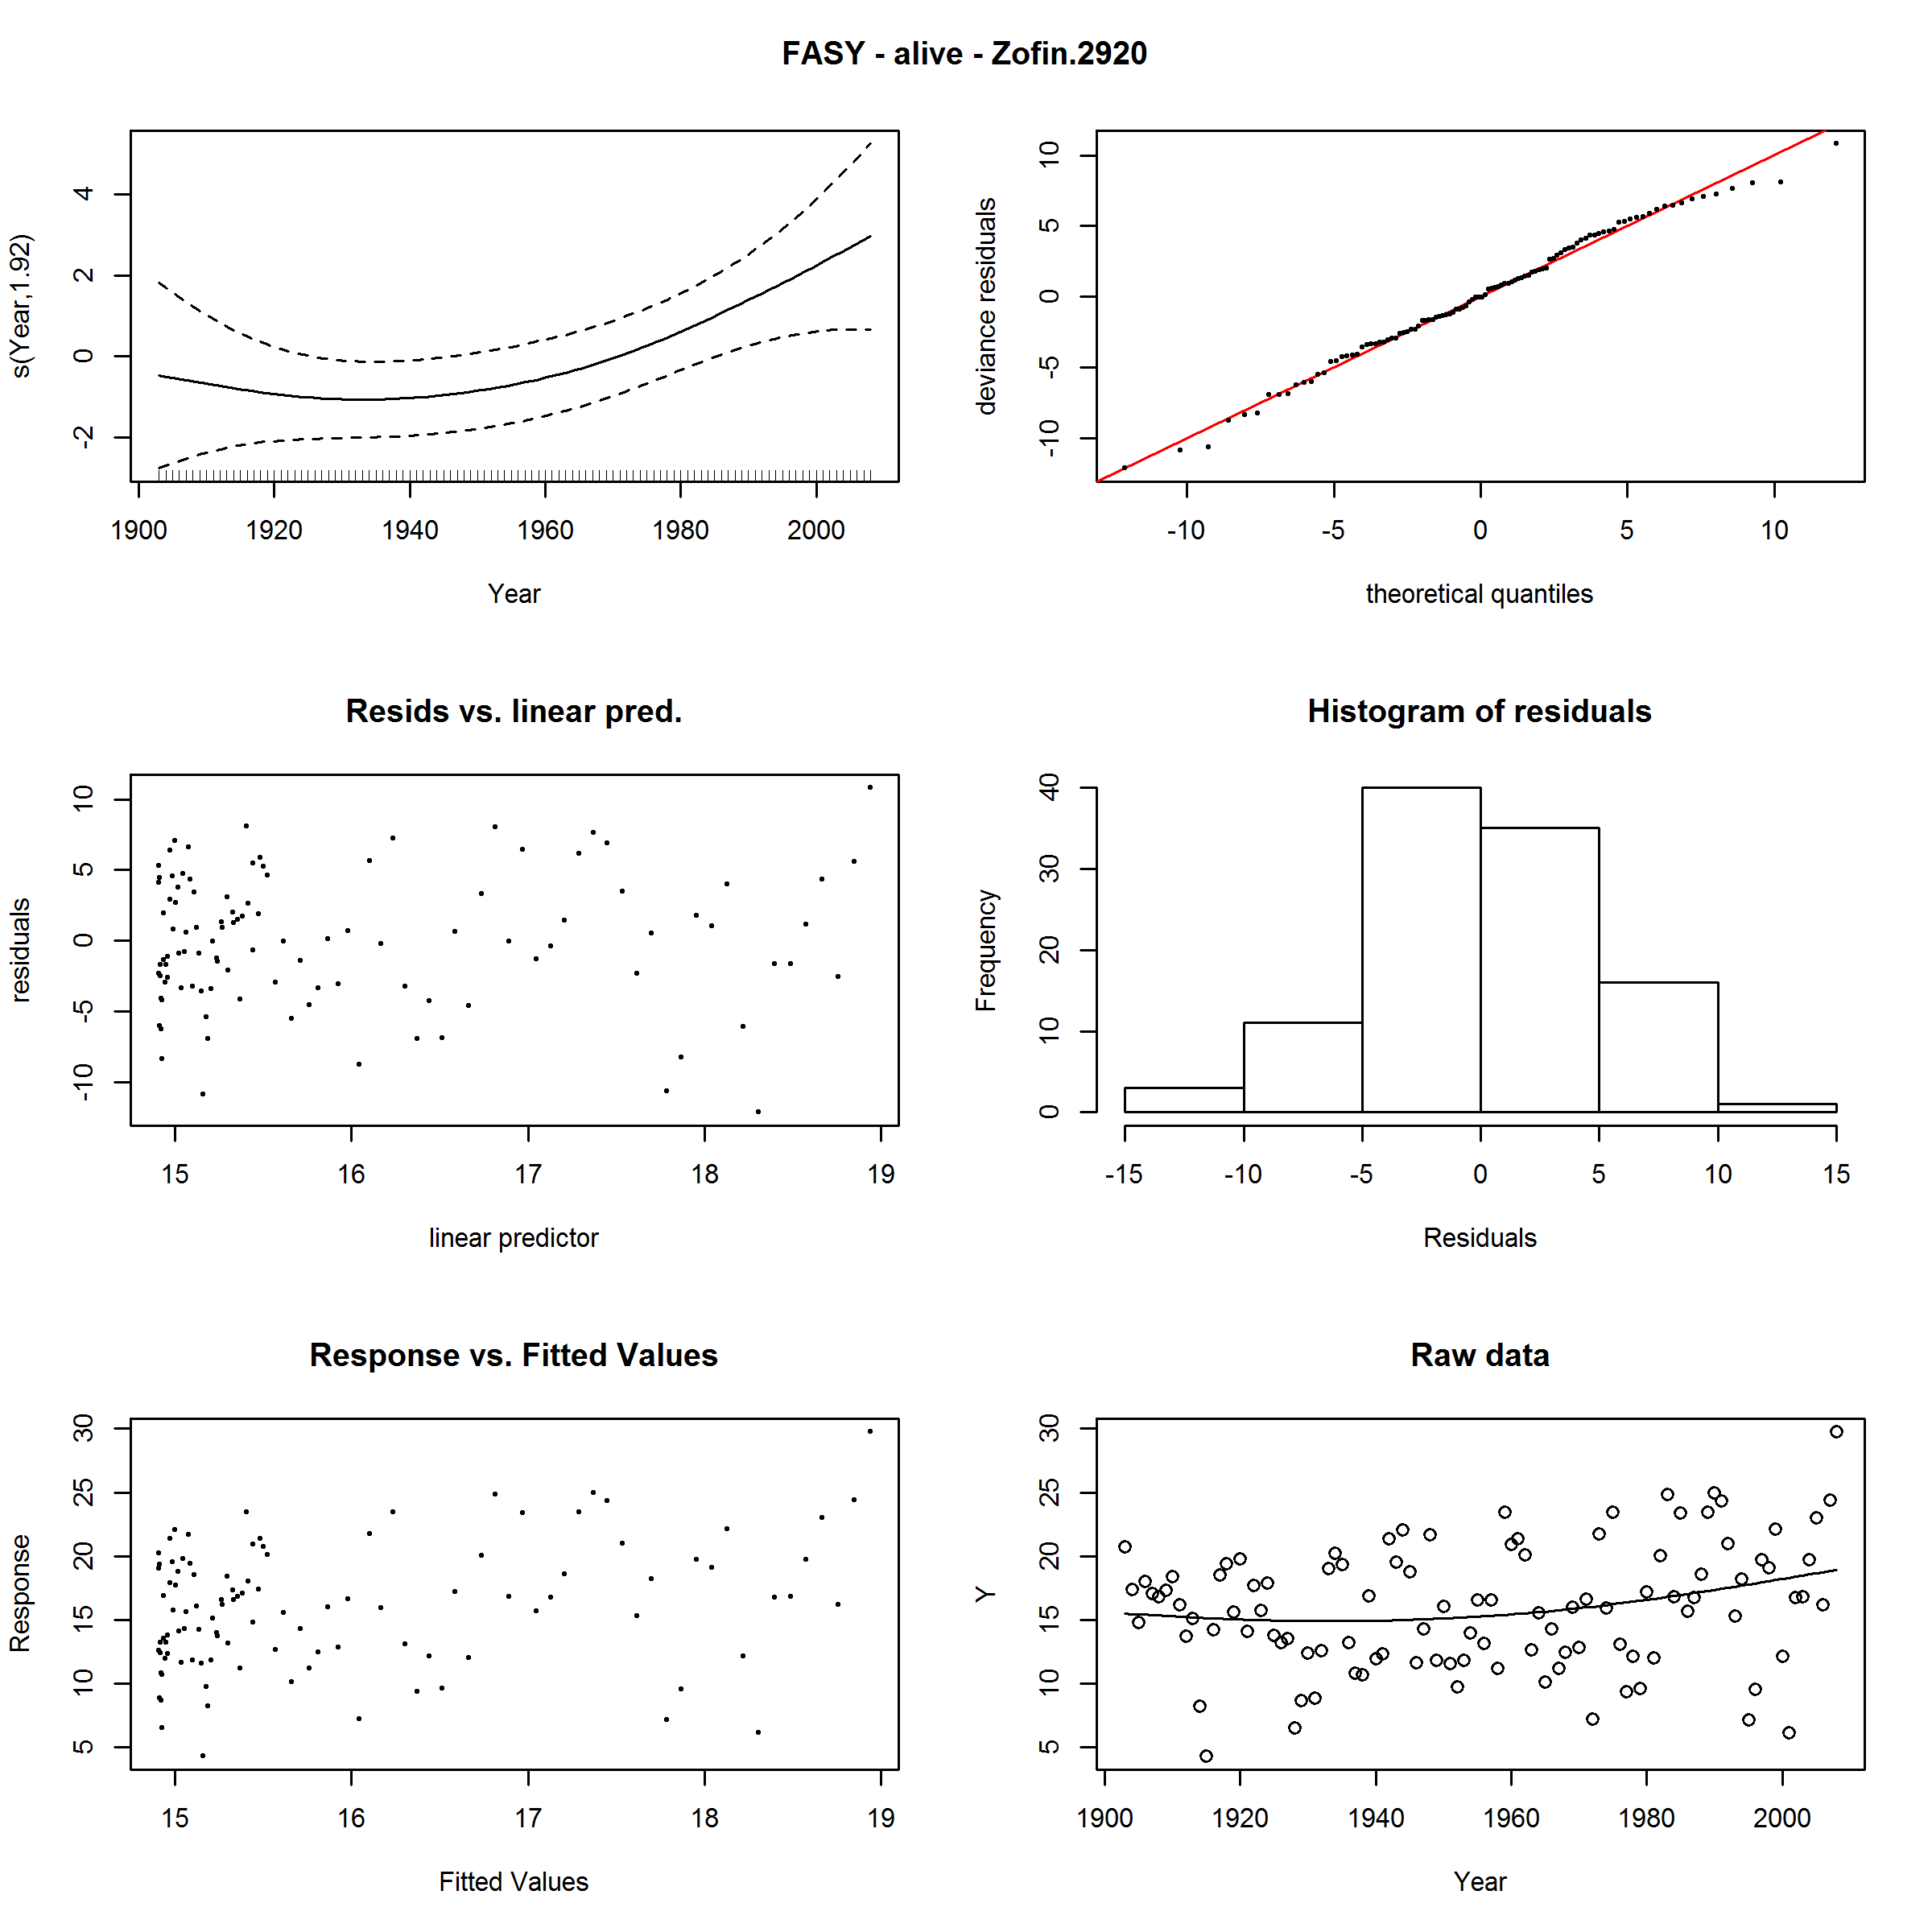 FASY - alive - Zofin.2920
s(Year,1.92)
4
2
0
-2
1900 1920 1940 1960 1980 2000
Year
deviance residuals
10
5
0
-5
-10
-10 -5 0 5 10
theoretical quantiles
Resids vs. linear pred.
residuals
10
5
0
-5
-10
15 16 17 18 19
linear predictor
Histogram of residuals
Frequency
40
30
20
10
0
-15 -10 -5 0 5 10 15
Residuals
Response vs. Fitted Values
Response
30
25
20
15
10
5
15 16 17 18 19
Fitted Values
Raw data
Y
30
25
20
15
10
5
1900 1920 1940 1960 1980 2000
Year